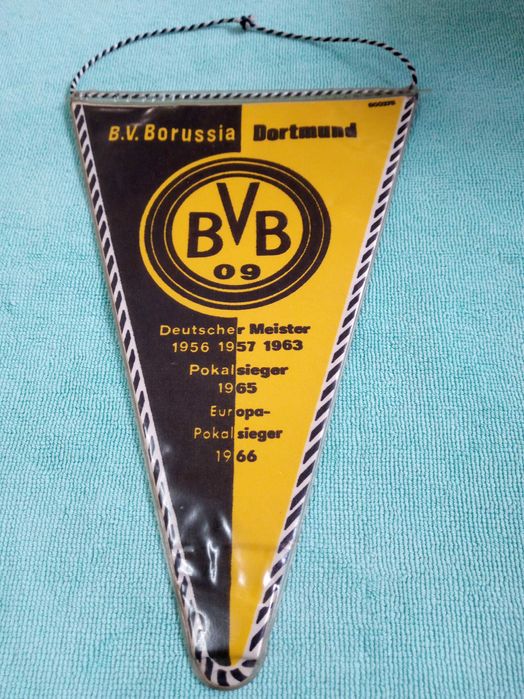 B.V. Borussia Dortmund
BVB
09
Deutscher Meister
1956 1957 1963
Pokalsieger
1965
Europa-
Pokalsieger
1966